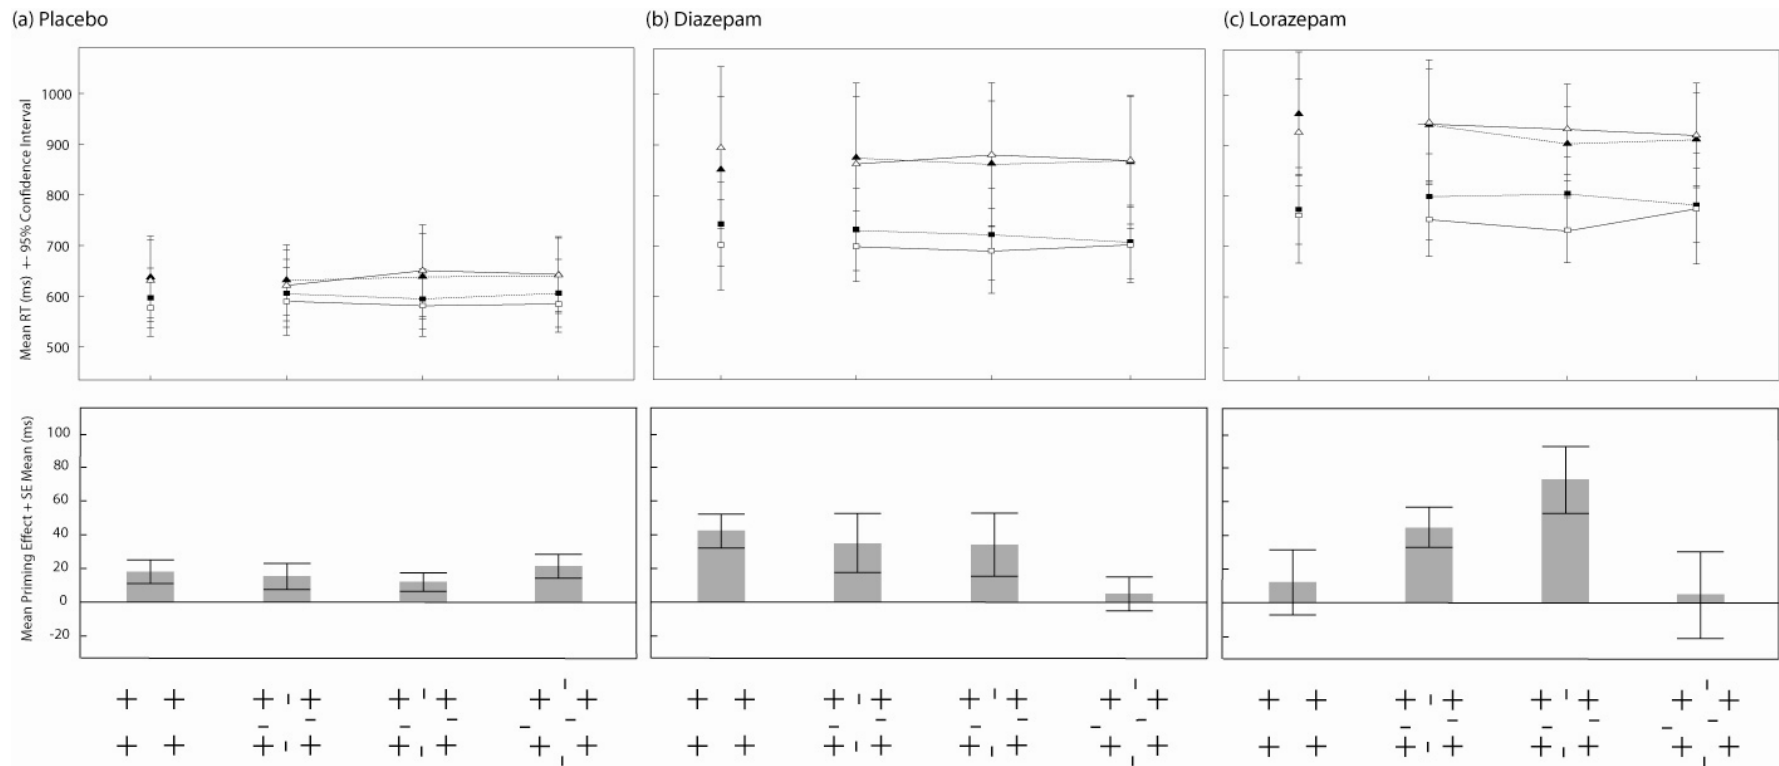 (a) Placebo
(b) Diazepam
(c) Lorazepam
Mean RT (ms) +- 95% Confidence Interval
1000
900
800
700
600
500
Mean Priming Effect + SE Mean (ms)
100
80
60
40
20
0
-20